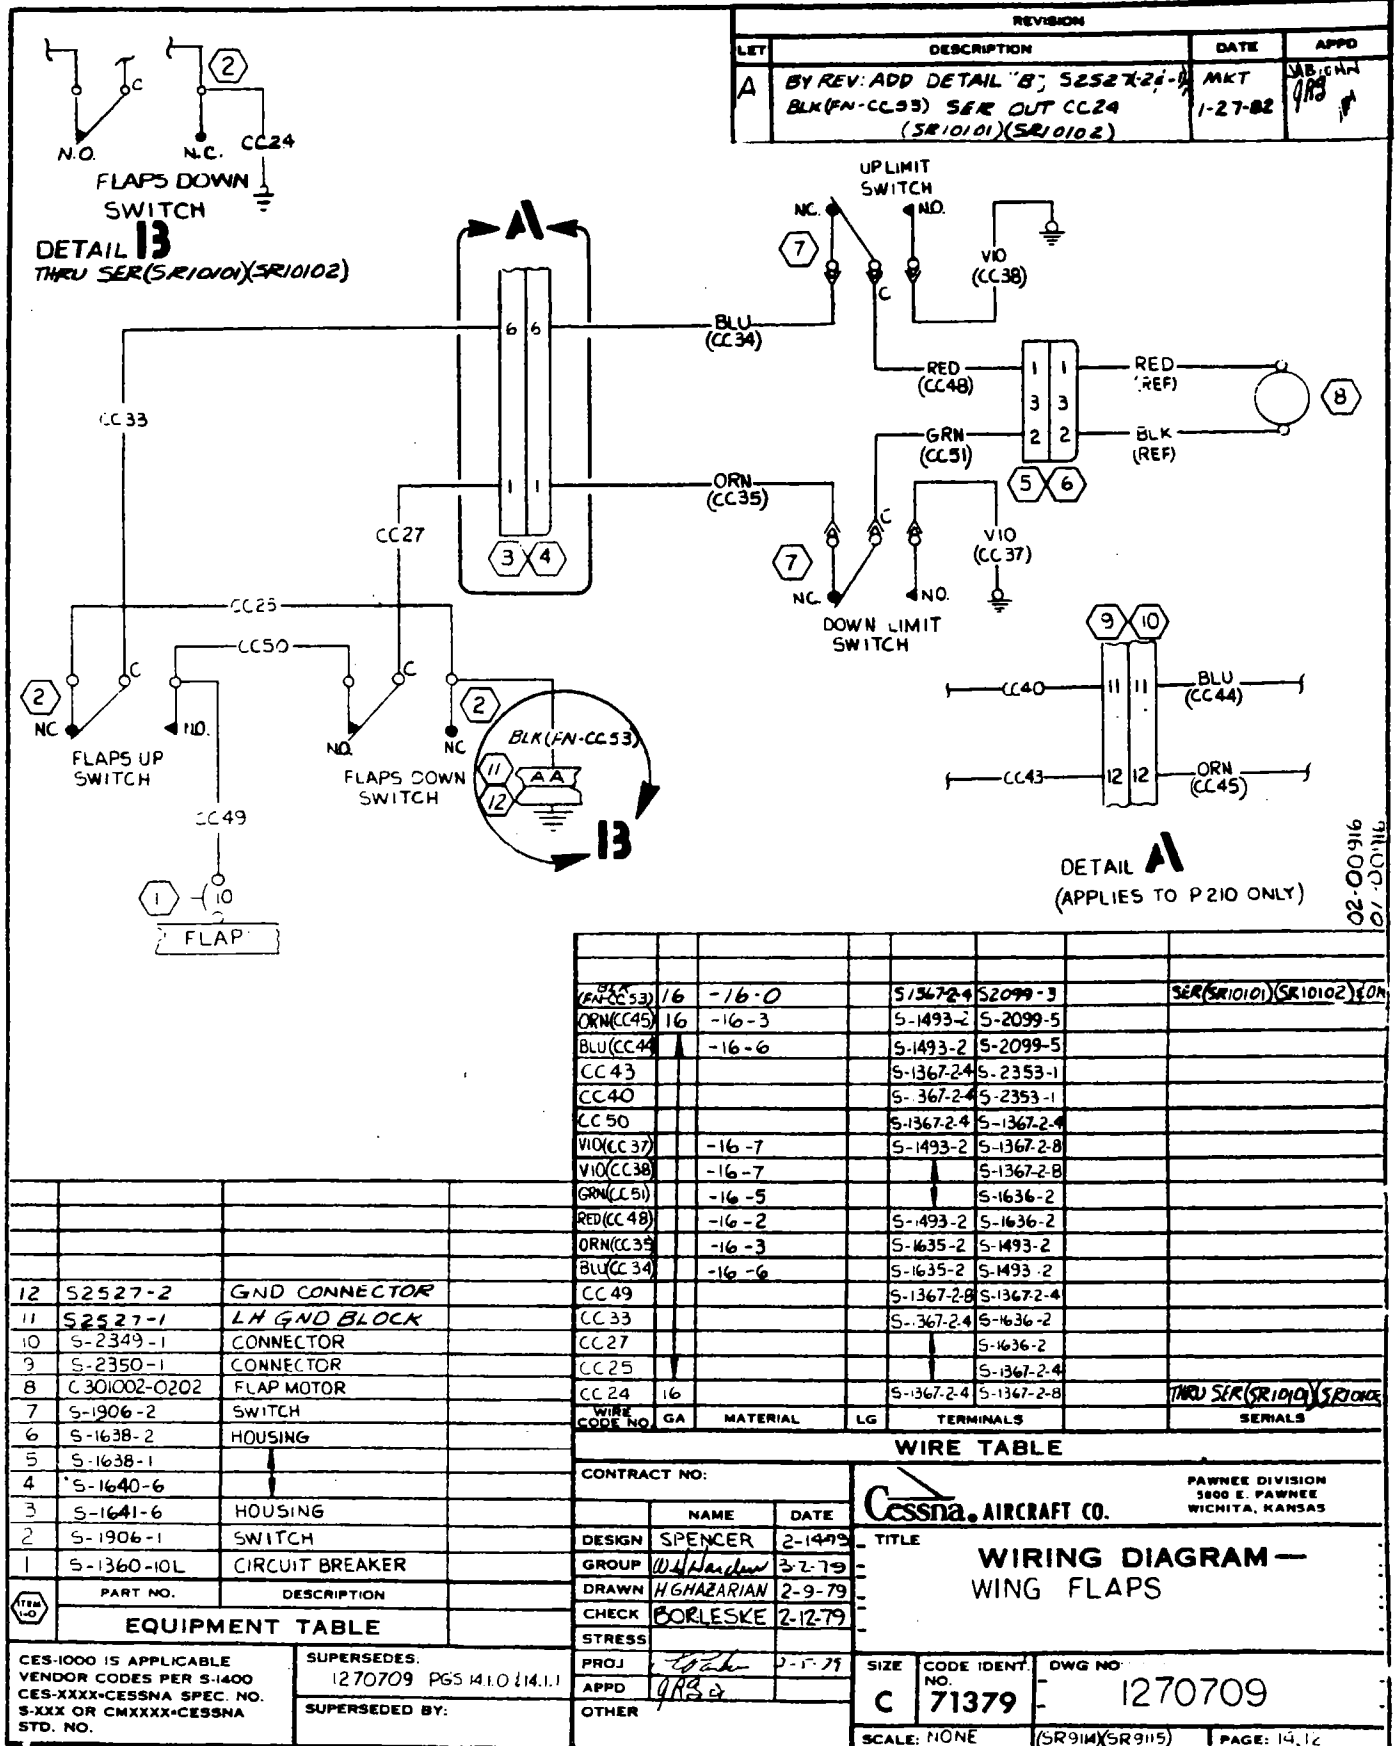 REVISION
LET DESCRIPTION DATE APPD
A BY REV: ADD DETAIL "B",
BLK(FN-CC53) SER OUT CC24
(SR10101)(SR10102)
MKT
1-27-82
2
C
N.O. N.C. CC24
FLAPS DOWN
SWITCH
DETAIL B
THRU SER(SR10101)(SR10102)
A
UP LIMIT
SWITCH
NC. NO.
7
C
VIO
(CC38)
6 6
BLU
(CC34)
CC33
RED
(CC48)
1 1
RED
(REF)
3 3
8
GRN
(CC51)
2 2
BLK
(REF)
5 6
1 1
ORN
(CC35)
CC27
3 4
C
7
VIO
(CC37)
NC. NO.
DOWN LIMIT
SWITCH
CC25
CC50
2
C
NC NO.
FLAPS UP
SWITCH
C
2
NO. NC
FLAPS DOWN
SWITCH
BLK(FN-CC53)
11
AA
12
B
CC49
1
10
FLAP
9 10
CC40 11 11 BLU
(CC44)
CC43 12 12 ORN
(CC45)
DETAIL A
(APPLIES TO P210 ONLY)
02-00916
01-00916
BLK
(FN-CC53) 16 -16-0 S1367-2-4 S2099-3 SER(SR10101)(SR10102)&ON
ORN(CC45) 16 -16-3 S-1493-2 S-2099-5
BLU(CC44 -16-6 S-1493-2 S-2099-5
CC43 S-1367-2-4 S-2353-1
CC40 S-1367-2-4 S-2353-1
CC50 S-1367-2-4 S-1367-2-4
VIO(CC37) -16-7 S-1493-2 S-1367-2-8
VIO(CC38 -16-7 S-1367-2-8
GRN(CC51) -16-5 S-1636-2
RED(CC48) -16-2 S-1493-2 S-1636-2
ORN(CC35 -16-3 S-1635-2 S-1493-2
BLU(CC34) -16-6 S-1635-2 S-1493-2
CC49 S-1367-2-8 S-1367-2-4
CC33 S-1367-2-4 S-1636-2
CC27 S-1636-2
CC25 S-1367-2-4
CC24 16 S-1367-2-4 S-1367-2-8 THRU SER(SR10101)(SR10102
WIRE
CODE NO. GA MATERIAL LG TERMINALS SERIALS
WIRE TABLE
12 S2527-2 GND CONNECTOR
11 S2527-1 LH GND BLOCK
10 S-2349-1 CONNECTOR
9 S-2350-1 CONNECTOR
8 C301002-0202 FLAP MOTOR
7 S-1906-2 SWITCH
6 S-1638-2 HOUSING
5 S-1638-1
4 S-1640-6
3 S-1641-6 HOUSING
2 S-1906-1 SWITCH
1 S-1360-10L CIRCUIT BREAKER
ITEM
NO PART NO. DESCRIPTION
EQUIPMENT TABLE
CES-1000 IS APPLICABLE
VENDOR CODES PER S-1400
CES-XXXX=CESSNA SPEC. NO.
S-XXX OR CMXXXX=CESSNA
STD. NO.
SUPERSEDES:
1270709 PGS 14.1.0 & 14.1.1
SUPERSEDED BY:
CONTRACT NO:
NAME DATE
DESIGN SPENCER
GROUP 3-2-79
DRAWN H GHAZARIAN 2-9-79
CHECK BORLESKE 2-12-79
STRESS
PROJ
APPD
OTHER
Cessna. AIRCRAFT CO.
PAWNEE DIVISION
5800 E. PAWNEE
WICHITA, KANSAS
TITLE
WIRING DIAGRAM —
WING FLAPS
SIZE
C
CODE IDENT.
NO.
71379
DWG NO
1270709
SCALE: NONE (SR9114)(SR9115) PAGE: 14.12